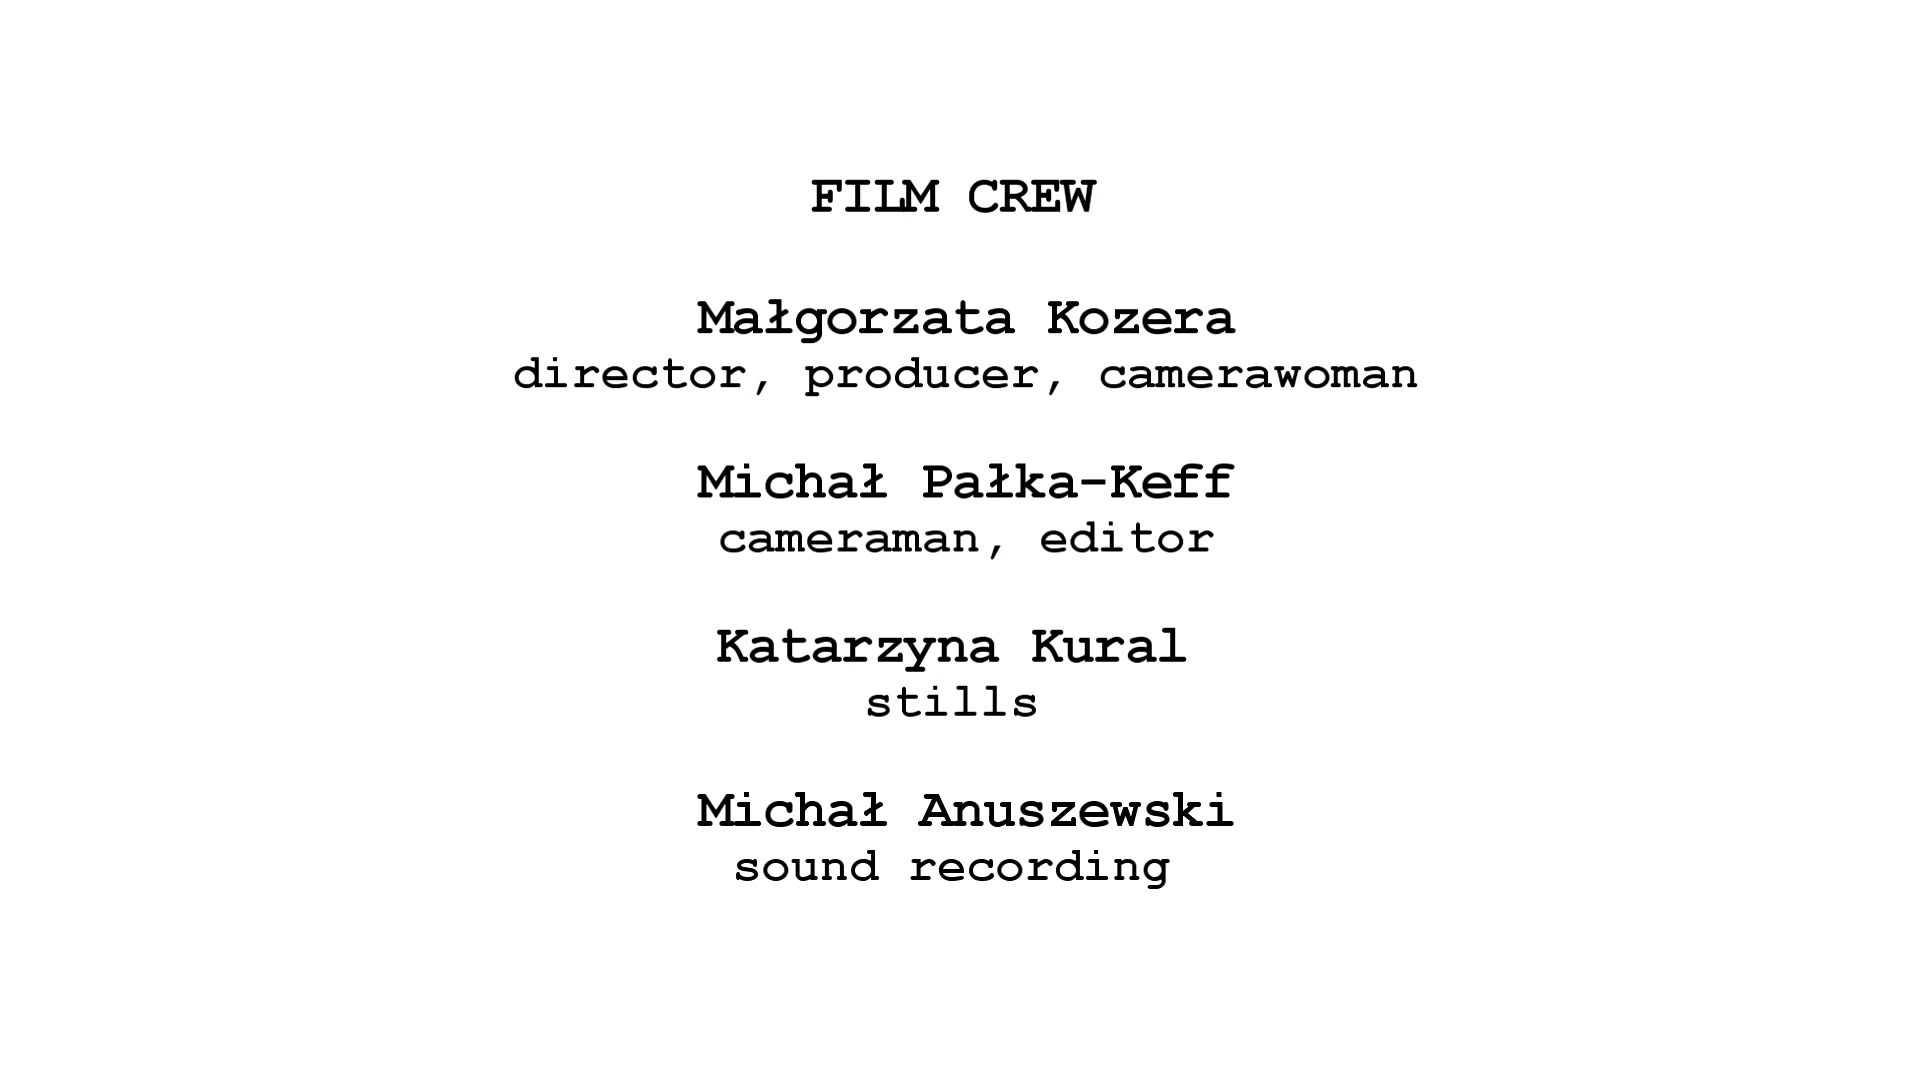 FILM CREW
Małgorzata Kozera
director, producer, camerawoman
Michał Pałka-Keff
cameraman, editor
Katarzyna Kural
stills
Michał Anuszewski
sound recording